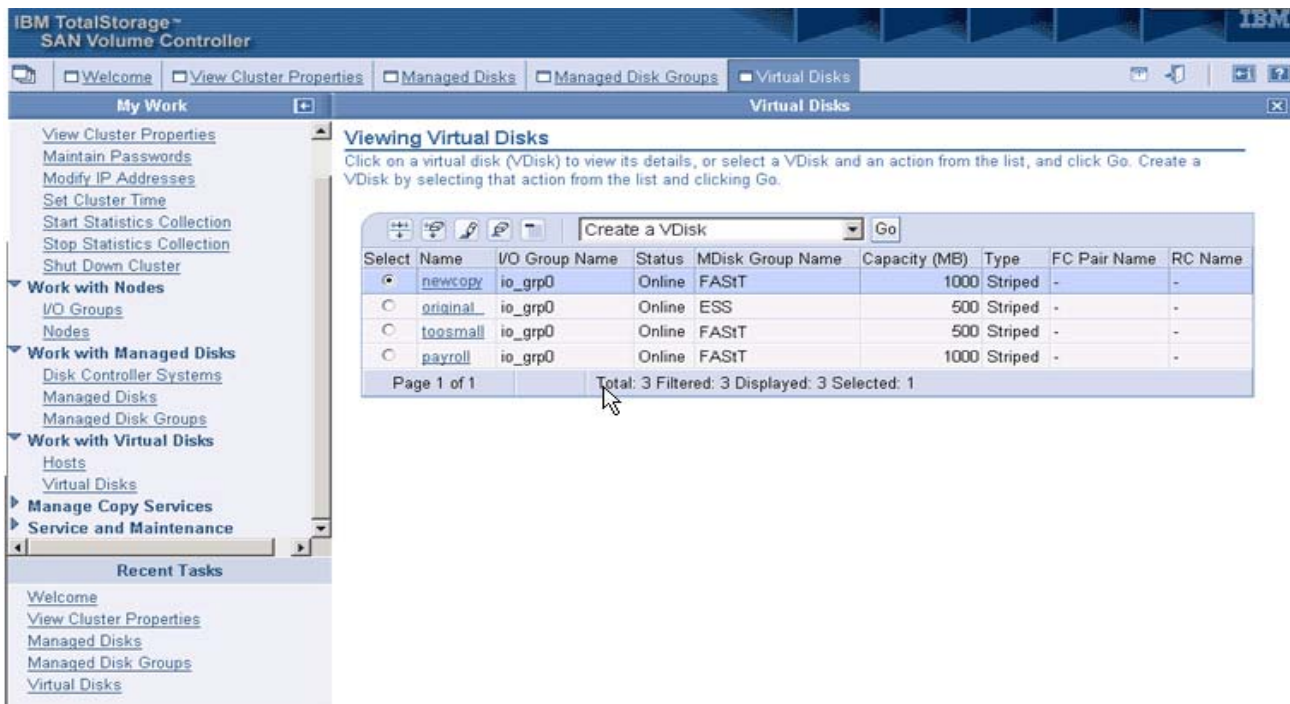 IBM TotalStorage™
SAN Volume Controller
IBM
Welcome
View Cluster Properties
Managed Disks
Managed Disk Groups
Virtual Disks
My Work
Virtual Disks
View Cluster Properties
Maintain Passwords
Modify IP Addresses
Set Cluster Time
Start Statistics Collection
Stop Statistics Collection
Shut Down Cluster
Work with Nodes
I/O Groups
Nodes
Work with Managed Disks
Disk Controller Systems
Managed Disks
Managed Disk Groups
Work with Virtual Disks
Hosts
Virtual Disks
Manage Copy Services
Service and Maintenance
Recent Tasks
Welcome
View Cluster Properties
Managed Disks
Managed Disk Groups
Virtual Disks
Viewing Virtual Disks
Click on a virtual disk (VDisk) to view its details, or select a VDisk and an action from the list, and click Go. Create a
VDisk by selecting that action from the list and clicking Go.
Create a VDisk Go
Select Name I/O Group Name Status MDisk Group Name Capacity (MB) Type FC Pair Name RC Name
newcopy io_grp0 Online FAStT 1000 Striped - -
original_ io_grp0 Online ESS 500 Striped - -
toosmall io_grp0 Online FAStT 500 Striped - -
payroll io_grp0 Online FAStT 1000 Striped - -
Page 1 of 1 Total: 3 Filtered: 3 Displayed: 3 Selected: 1